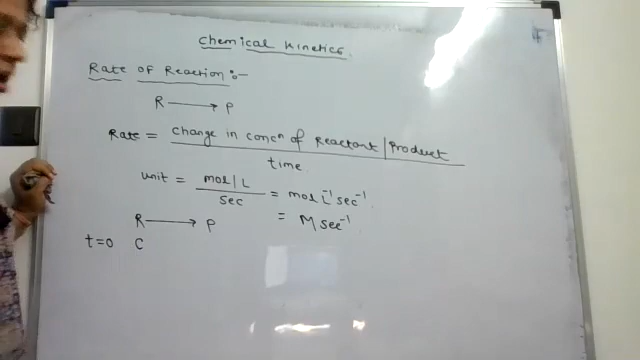 Chemical Kinetics.
Rate of Reaction:-
R ⟶ P
Rate = Change in concⁿ of Reactant | Product
time
unit = mol|L / sec = mol L⁻¹ sec⁻¹
= M sec⁻¹
R ⟶ P
t=0 C